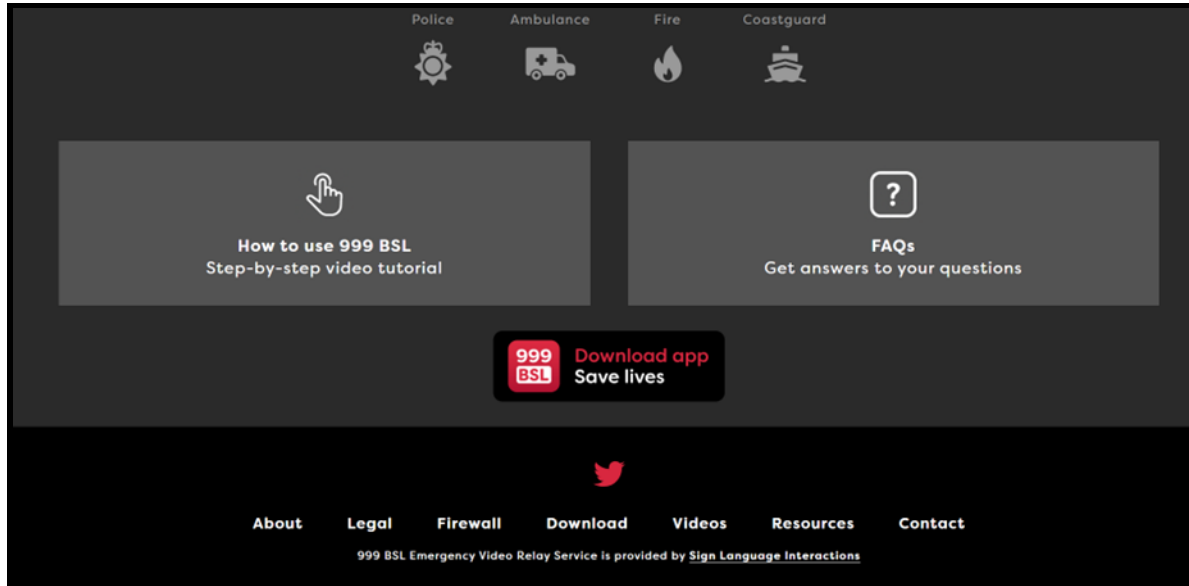 Police Ambulance Fire Coastguard
?
How to use 999 BSL
Step-by-step video tutorial
FAQs
Get answers to your questions
999
BSL
Download app
Save lives
About Legal Firewall Download Videos Resources Contact
999 BSL Emergency Video Relay Service is provided by Sign Language Interactions